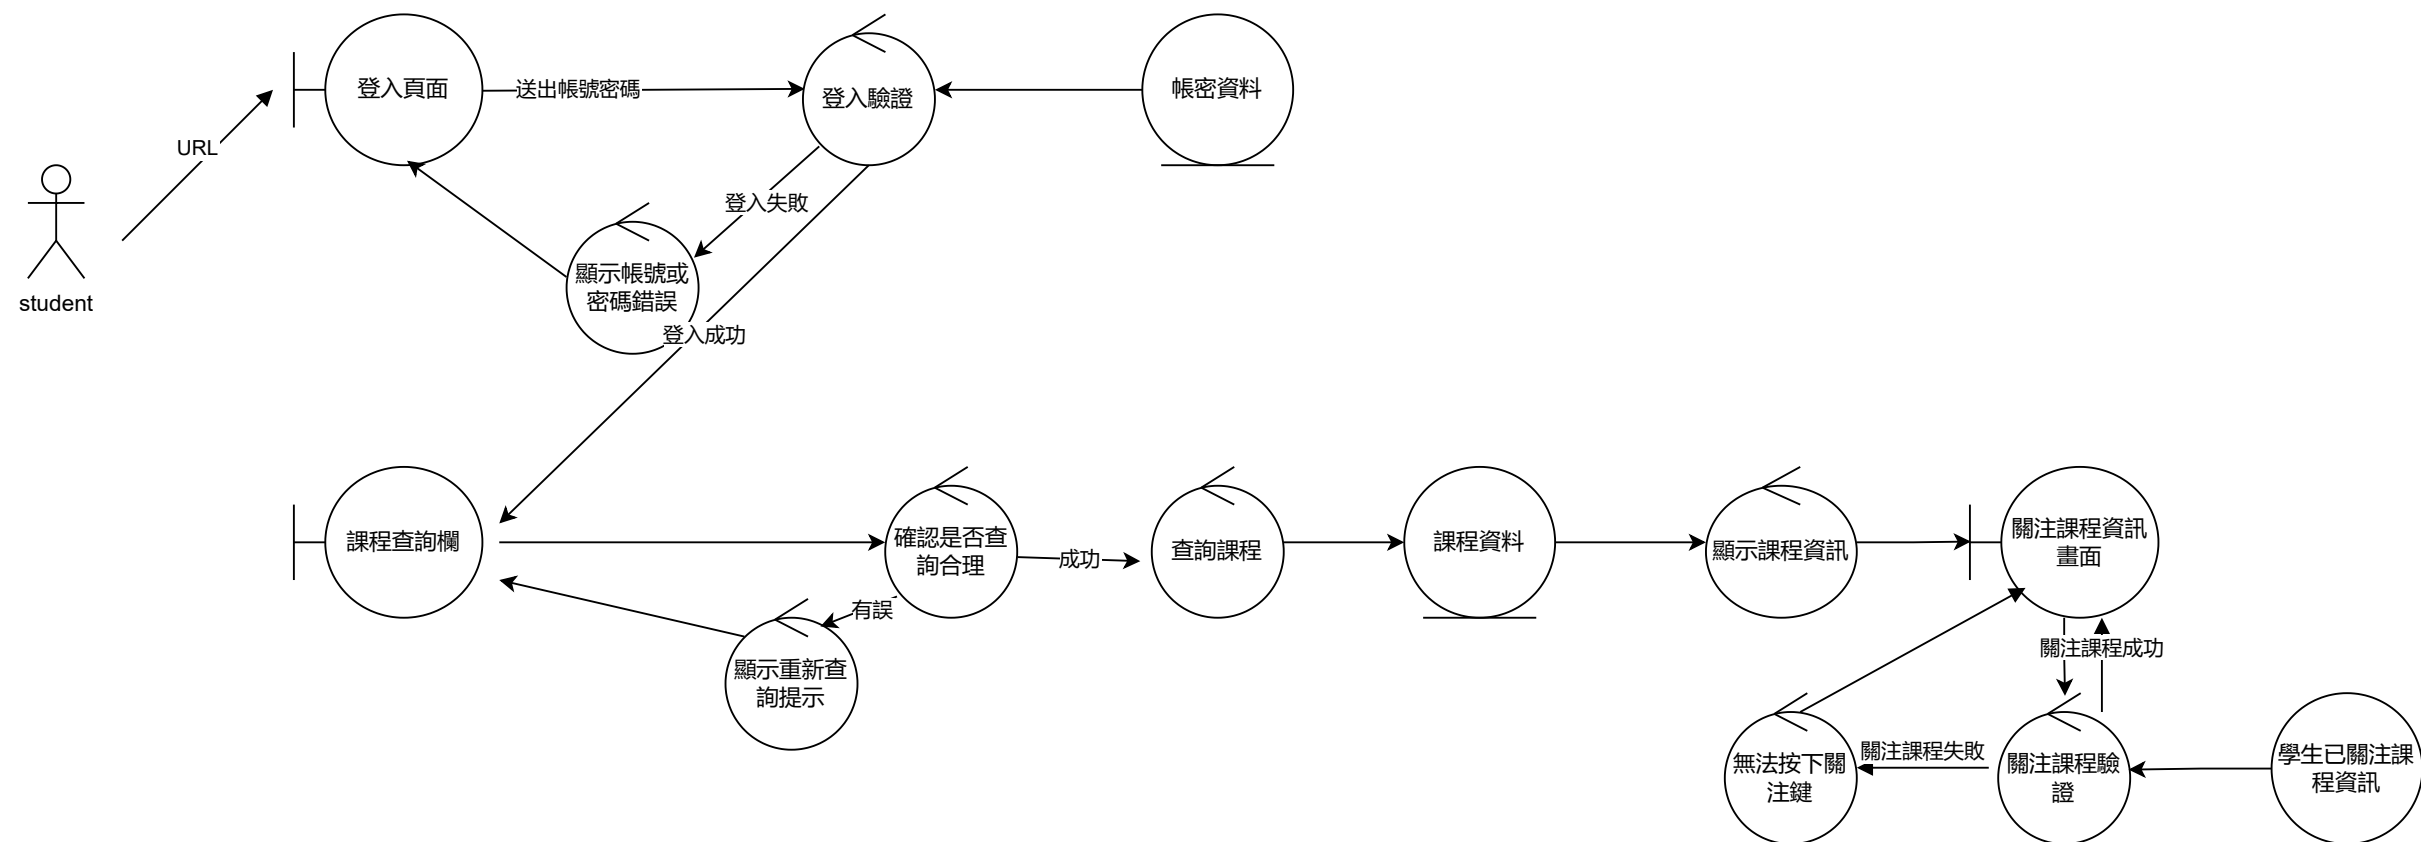 登入頁面
送出帳號密碼
登入驗證
帳密資料
URL
登入失敗
student
顯示帳號或
密碼錯誤
登入成功
課程查詢欄
確認是否查
詢合理
成功
查詢課程
課程資料
顯示課程資訊
關注課程資訊
畫面
有誤
顯示重新查
詢提示
關注課程成功
無法按下關
注鍵
關注課程失敗
關注課程驗
證
學生已關注課
程資訊